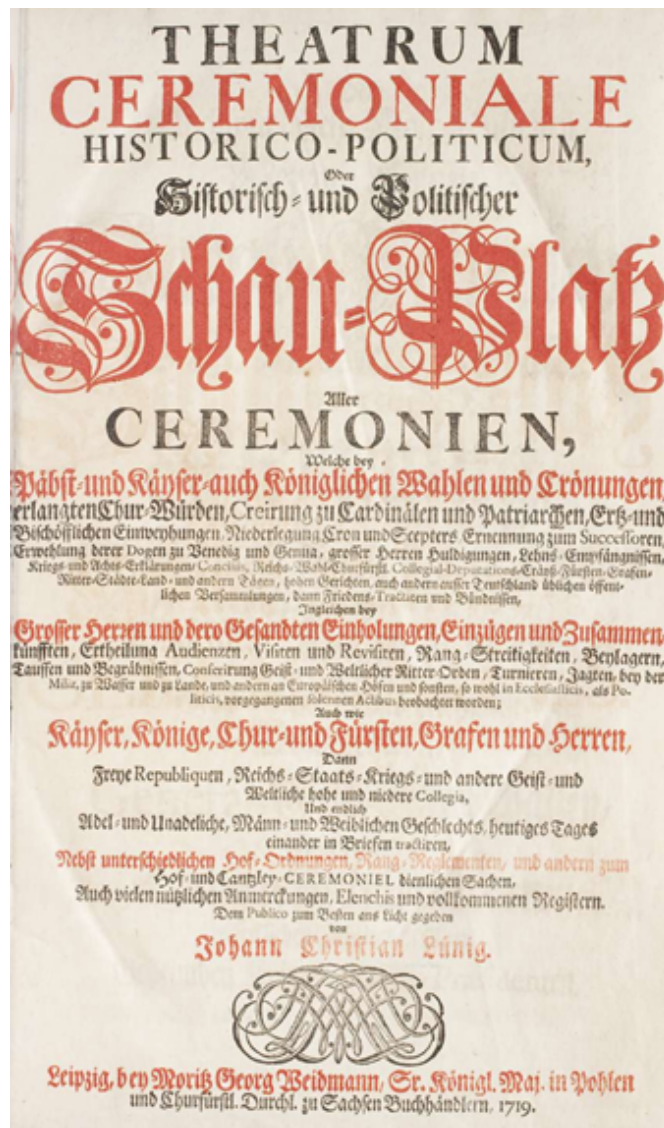 THEATRUM
CEREMONIALE
HISTORICO-POLITICUM,
Oder
Historisch- und Politischer
Schau-Platz
Aller
CEREMONIEN,
Welche bey
Päbst- und Käyser- auch Königlichen Wahlen und Crönungen
erlangten Chur-Würden, Creirung zu Cardinälen und Patriarchen, Ertz- und
Bischöfflichen Einweyhungen, Niederlegung Cron und Scepters Ernennung zum Successoren,
Erwehlung derer Dogen zu Venedig und Genua, grosser Herren Huldigungen, Lehns-Empfängnissen,
Kriegs- und Achts-Erklärungen, Conciliis, Reichs-Wahl-Churfürstl. Collegial-Deputations-Cräyß-Fürsten-Grafen-
Ritter-Städte-Land- und andern Tägen, hohen Gerichten, auch andern ausser Teutschland üblichen öffent-
lichen Versammlungen, dann Friedens-Tractaten und Bündnissen,
Ingleichen bey
Grosser Herren und dero Gesandten Einholungen, Einzügen und Zusammen-
künfften, Ertheilung Audienzen, Visiten und Revisiten, Rang-Streitigkeiten, Beylagern,
Tauffen und Begräbnissen, Conferirung Geist- und Weltlicher Ritter-Orden, Turnieren, Jagten, bey der
Miliz, zu Wasser und zu Lande, und andern an Europäischen Höfen und sonsten, so wohl in Ecclesiasticis, als Po-
liticis, vorgegangenen solennen Actibus beobachtet worden;
Auch wie
Käyser, Könige, Chur- und Fürsten, Grafen und Herren,
Dann
Freye Republiquen, Reichs-Staats-Kriegs- und andere Geist- und
Weltliche hohe und niedere Collegia,
Und endlich
Adel- und Unadeliche, Männ- und Weiblichen Geschlechts, heutiges Tages
einander in Briefen tractiren,
Nebst unterschiedlichen Hof-Ordnungen, Rang-Reglementen, und andern zum
Hof- und Cantzley-CEREMONIEL dienlichen Sachen,
Auch vielen nützlichen Anmerckungen, Elenchis und vollkommenen Registern.
Dem Publico zum Besten ans Licht gegeben
von
Johann Christian Lünig.
Leipzig, bey Moritz Georg Weidmann, Sr. Königl. Maj. in Pohlen
und Churfürstl. Durchl. zu Sachsen Buchhändlern, 1719.